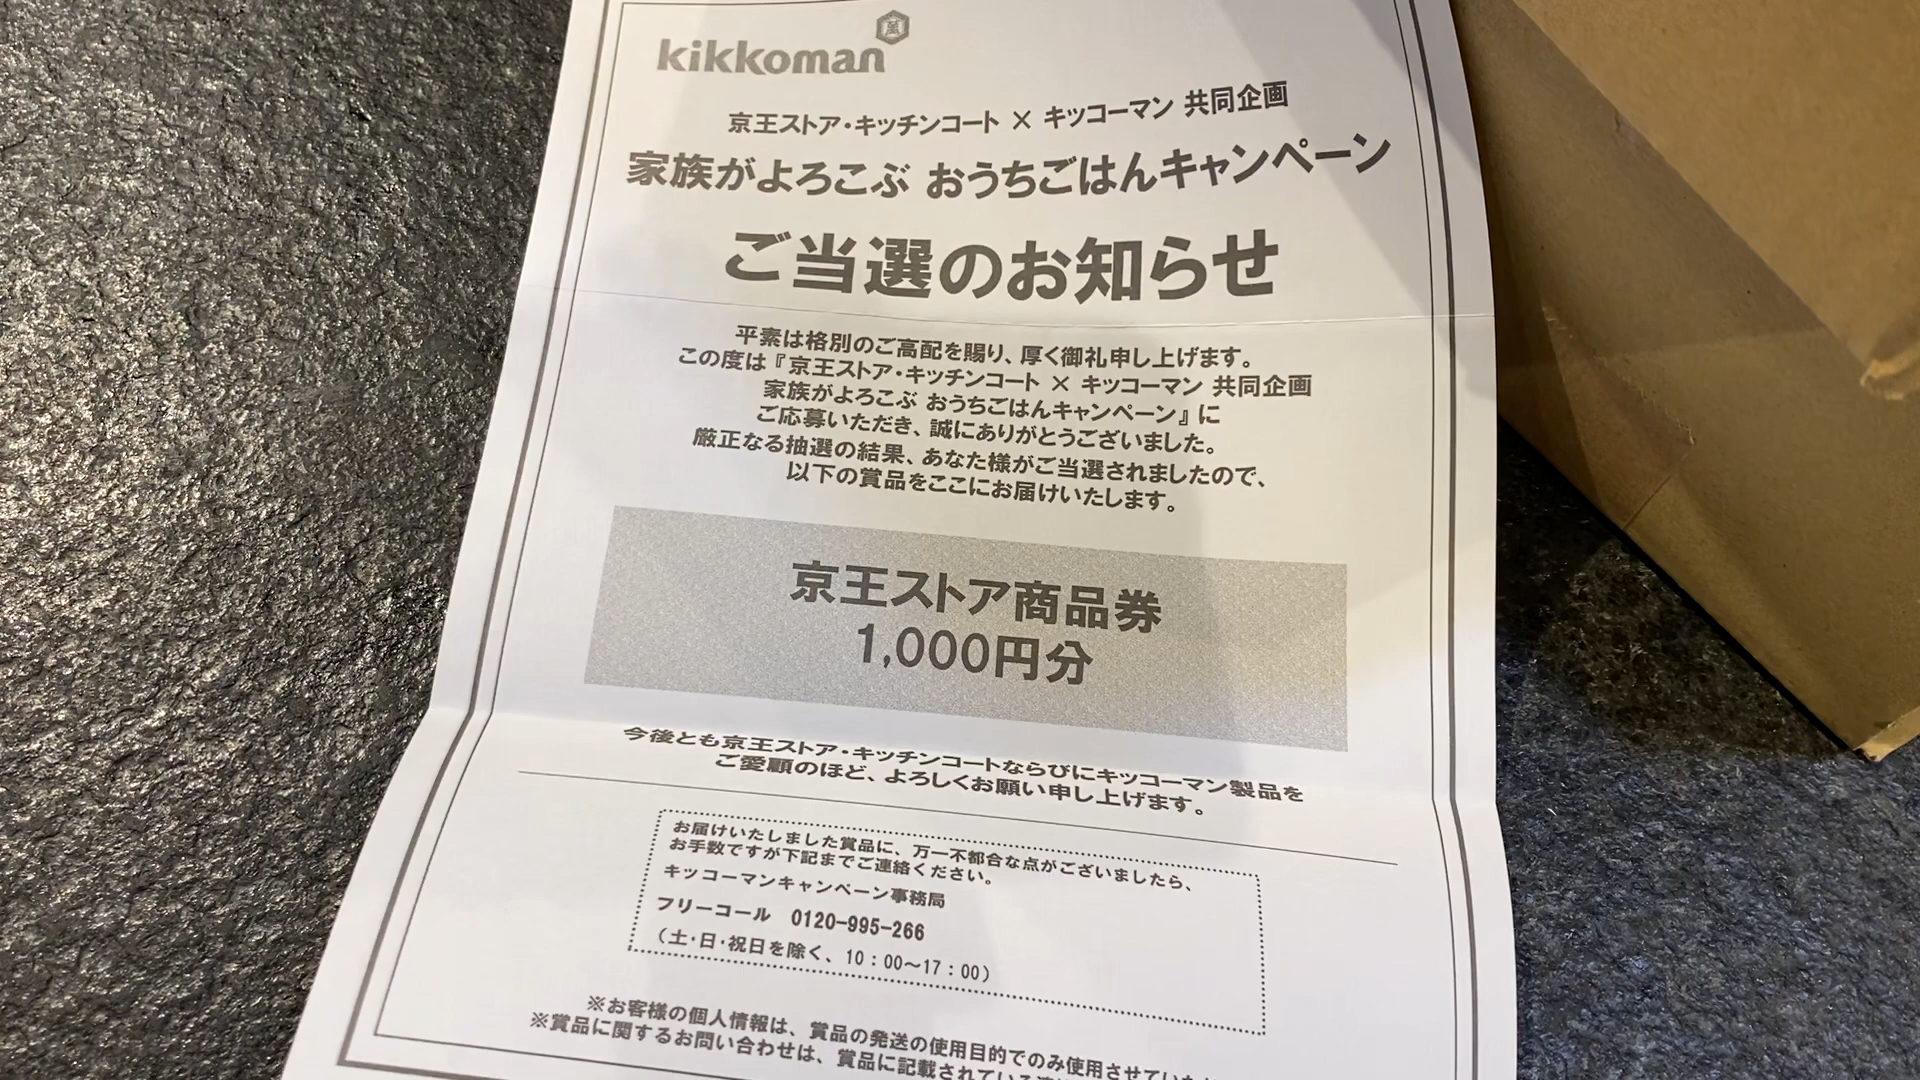 kikkoman
京王ストア・キッチンコート × キッコーマン 共同企画
家族がよろこぶ おうちごはんキャンペーン
ご当選のお知らせ
平素は格別のご高配を賜り、厚く御礼申し上げます。
この度は『京王ストア・キッチンコート × キッコーマン 共同企画
家族がよろこぶ おうちごはんキャンペーン』に
ご応募いただき、誠にありがとうございました。
厳正なる抽選の結果、あなた様がご当選されましたので、
以下の賞品をここにお届けいたします。
京王ストア商品券
1,000円分
今後とも京王ストア・キッチンコートならびにキッコーマン製品を
ご愛顧のほど、よろしくお願い申し上げます。
お届けいたしました賞品に、万一不都合な点がございましたら、
お手数ですが下記までご連絡ください。
キッコーマンキャンペーン事務局
フリーコール 0120-995-266
（土・日・祝日を除く、10：00～17：00）
※お客様の個人情報は、賞品の発送の使用目的でのみ使用させていた
※賞品に関するお問い合わせは、賞品に記載されている